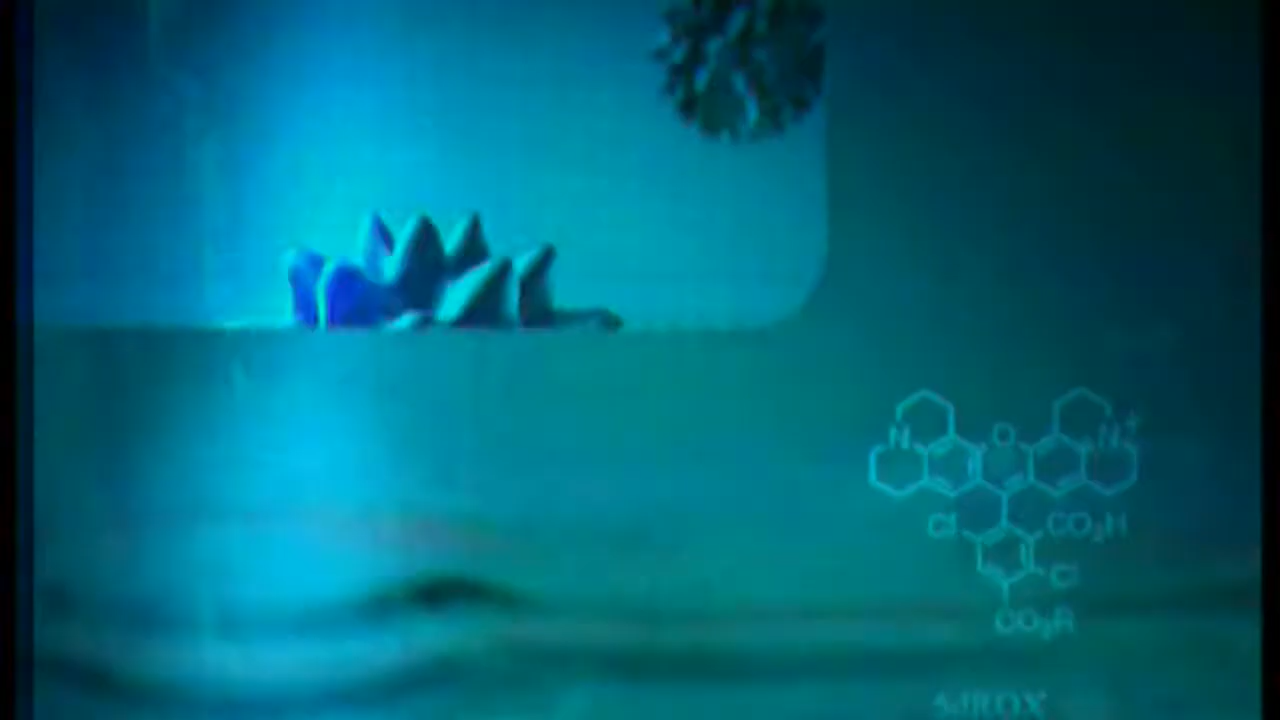 N O N+
Cl CO₂H
Cl
CO₂R